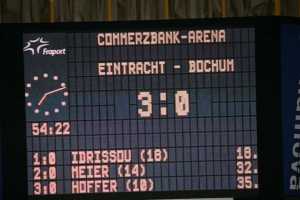 Fraport
COMMERZBANK-ARENA
EINTRACHT - BOCHUM
3:0
54:22
1:0 IDRISSOU (18) 18.
2:0 MEIER (14) 32.
3:0 HOFFER (10) 35.